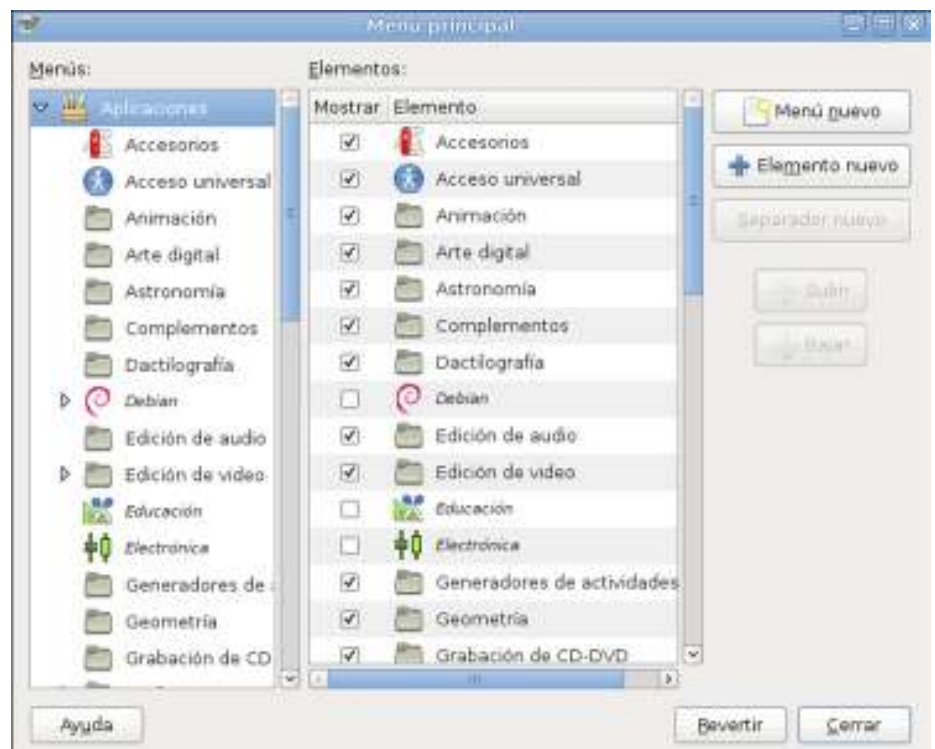 Menú principal
Menús:
Aplicaciones
Accesorios
Acceso universal
Animación
Arte digital
Astronomía
Complementos
Dactilografía
Debian
Edición de audio
Edición de video
Educación
Electrónica
Generadores de
Geometría
Grabación de CD
Elementos:
Mostrar Elemento
Accesorios
Acceso universal
Animación
Arte digital
Astronomía
Complementos
Dactilografía
Debian
Edición de audio
Edición de video
Educación
Electrónica
Generadores de actividades
Geometría
Grabación de CD-DVD
Menú nuevo
Elemento nuevo
Separador nuevo
Subir
Bajar
Ayuda
Revertir
Cerrar